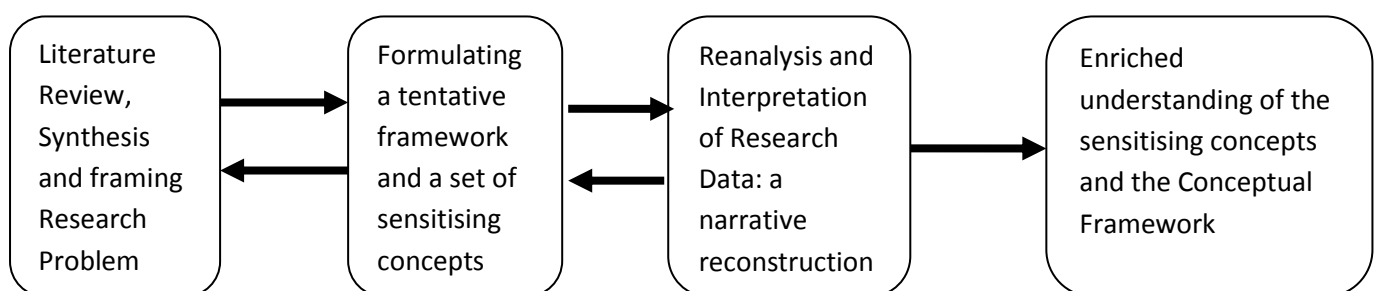 Literature
Review,
Synthesis
and framing
Research
Problem
Formulating
a tentative
framework
and a set of
sensitising
concepts
Reanalysis and
Interpretation
of Research
Data: a
narrative
reconstruction
Enriched
understanding of the
sensitising concepts
and the Conceptual
Framework